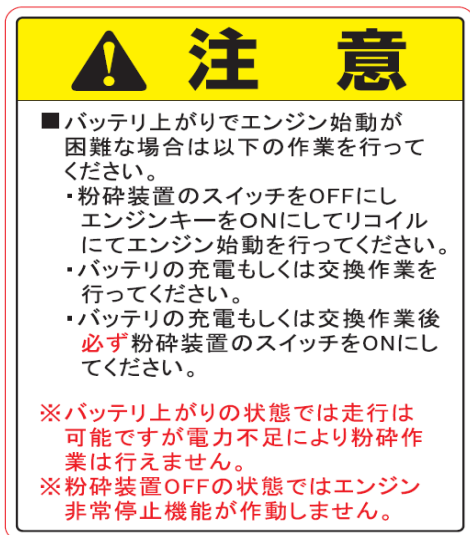 注意
■バッテリ上がりでエンジン始動が
困難な場合は以下の作業を行って
ください。
・粉砕装置のスイッチをOFFにし
エンジンキーをONにしてリコイル
にてエンジン始動を行ってください。
・バッテリの充電もしくは交換作業を
行ってください。
・バッテリの充電もしくは交換作業後
必ず粉砕装置のスイッチをONにし
てください。
※バッテリ上がりの状態では走行は
可能ですが電力不足により粉砕作
業は行えません。
※粉砕装置OFFの状態ではエンジン
非常停止機能が作動しません。